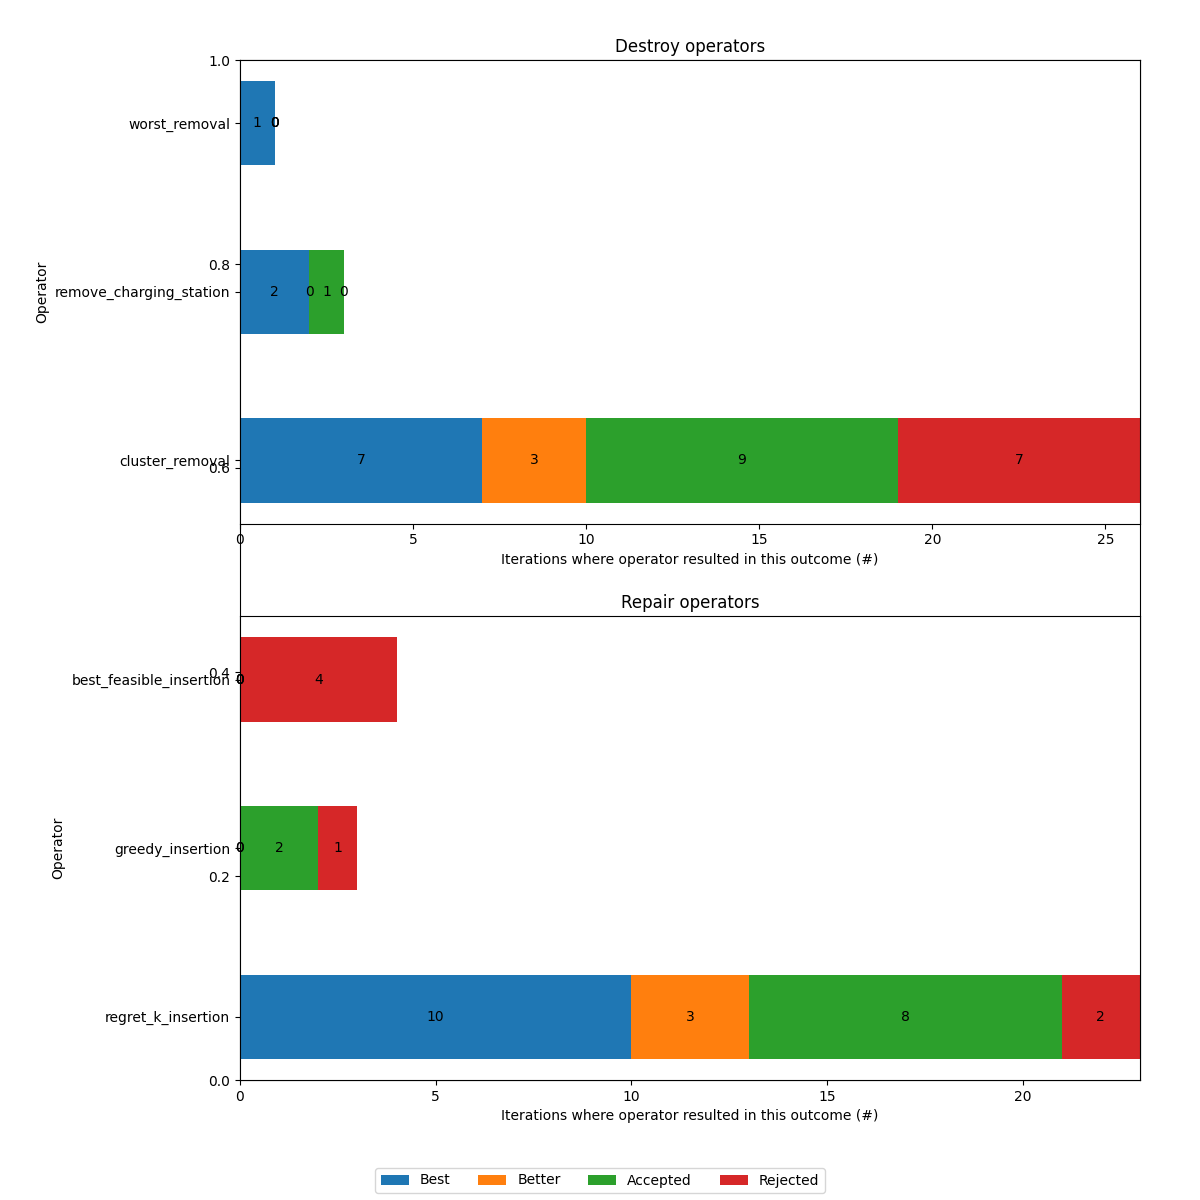 Destroy operators
1.0
worst_removal
1 0
0.8
Operator
remove_charging_station
2 0 1 0
cluster_removal
0.6
7 3 9 7
0 5 10 15 20 25
Iterations where operator resulted in this outcome (#)
Repair operators
0.4
best_feasible_insertion
0 4
greedy_insertion
0 2 1
Operator
0.2
regret_k_insertion
10 3 8 2
0.0
0 5 10 15 20
Iterations where operator resulted in this outcome (#)
Best Better Accepted Rejected